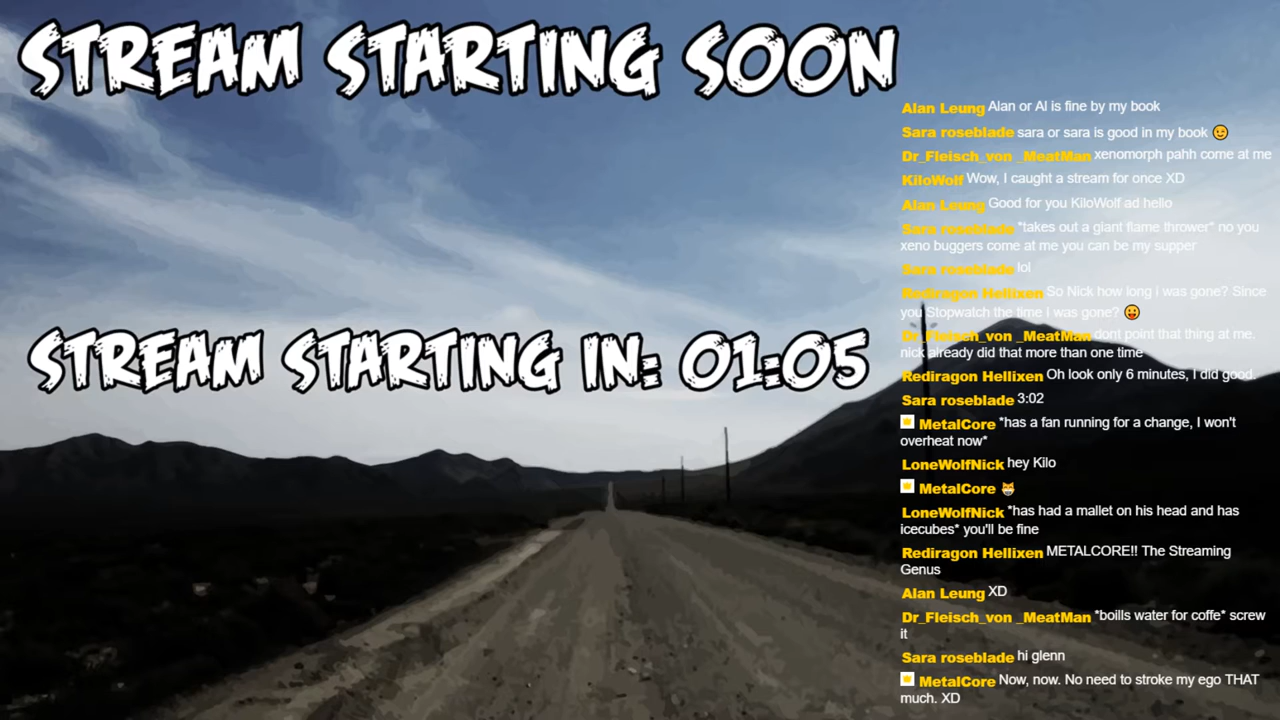 STREAM STARTING SOON
STREAM STARTING IN: 01:05
Alan Leung Alan or Al is fine by my book
Sara roseblade sara or sara is good in my book 😉
Dr_Fleisch_von _MeatMan xenomorph pahh come at me
KiloWolf Wow, I caught a stream for once XD
Alan Leung Good for you KiloWolf ad hello
Sara roseblade *takes out a giant flame thrower* no you
xeno buggers come at me you can be my supper
Sara roseblade lol
Rediragon Hellixen So Nick how long i was gone? Since
you Stopwatch the time I was gone? 😛
Dr_Fleisch_von _MeatMan dont point that thing at me.
nick already did that more than one time
Rediragon Hellixen Oh look only 6 minutes, I did good.
Sara roseblade 3:02
MetalCore *has a fan running for a change, I won't
overheat now*
LoneWolfNick hey Kilo
MetalCore 😸
LoneWolfNick *has had a mallet on his head and has
icecubes* you'll be fine
Rediragon Hellixen METALCORE!! The Streaming
Genus
Alan Leung XD
Dr_Fleisch_von _MeatMan *boills water for coffe* screw
it
Sara roseblade hi glenn
MetalCore Now, now. No need to stroke my ego THAT
much. XD